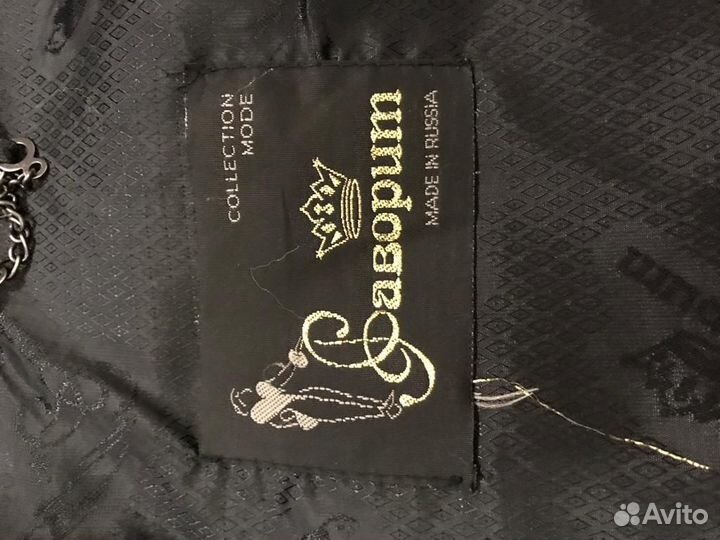 COLLECTION
MODE
Фаворит
MADE IN RUSSIA
Avito